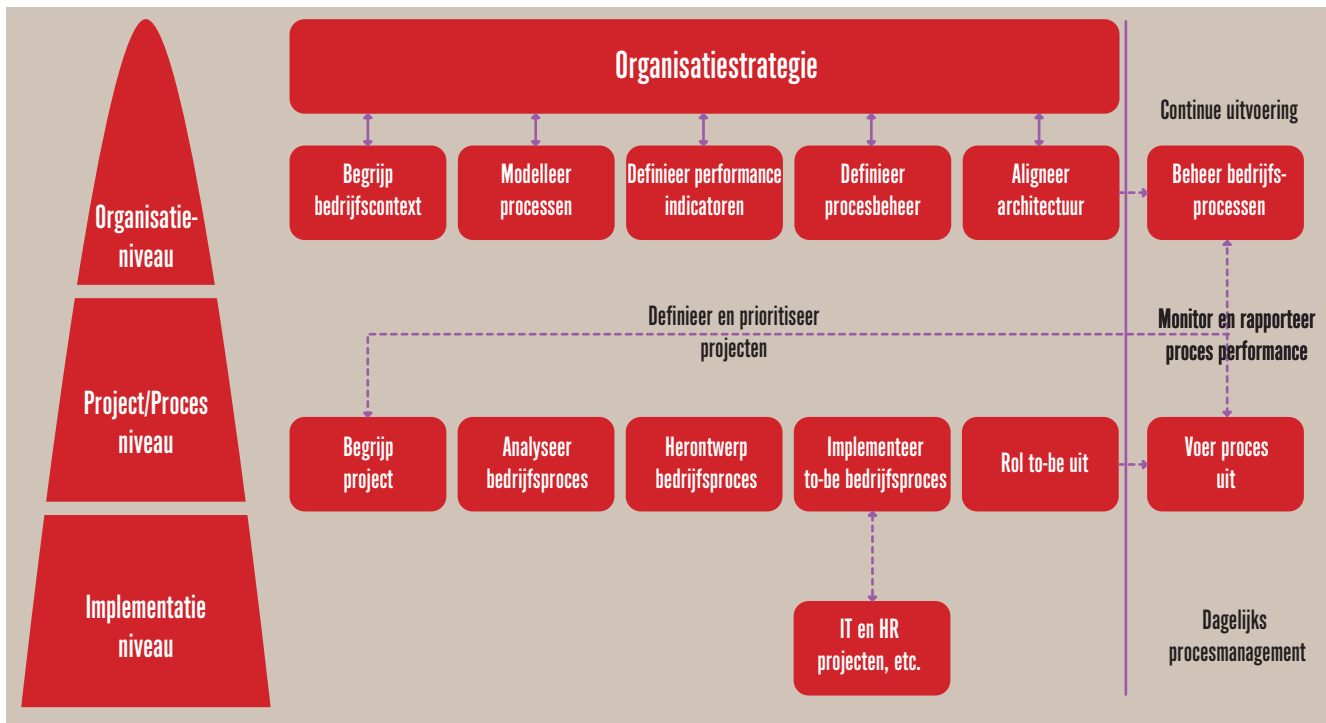 Organisatiestrategie
Continue uitvoering
Begrijp
bedrijfscontext
Modelleer
processen
Definieer performance
indicatoren
Definieer
procesbeheer
Aligneer
architectuur
Beheer bedrijfs-
processen
Organisatie-
niveau
Definieer en prioritiseer
projecten
Monitor en rapporteer
proces performance
Project/Proces
niveau
Begrijp
project
Analyseer
bedrijfsproces
Herontwerp
bedrijfsproces
Implementeer
to-be bedrijfsproces
Rol to-be uit
Voer proces
uit
Implementatie
niveau
IT en HR
projecten, etc.
Dagelijks
procesmanagement